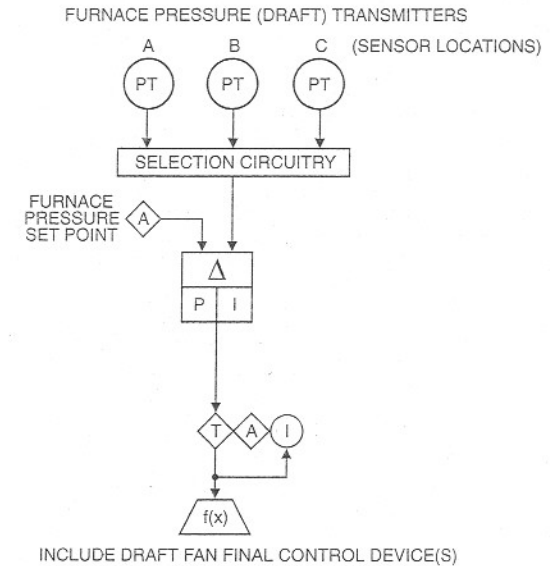 FURNACE PRESSURE (DRAFT) TRANSMITTERS
A B C (SENSOR LOCATIONS)
PT PT PT
SELECTION CIRCUITRY
FURNACE
PRESSURE
SET POINT
A
Δ
P I
T A I
f(x)
INCLUDE DRAFT FAN FINAL CONTROL DEVICE(S)